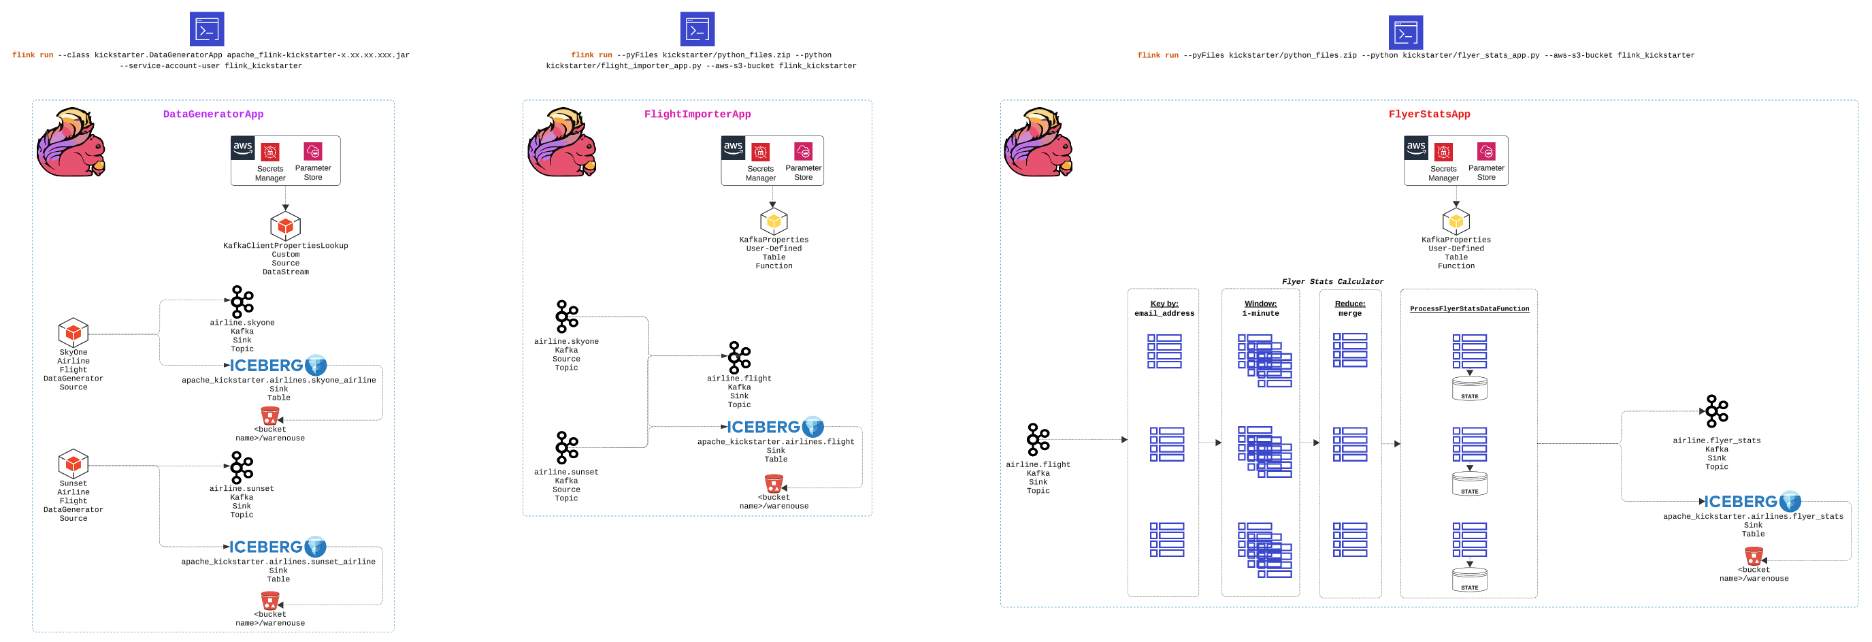 flink run --class kickstarter.DataGeneratorApp apache_flink-kickstarter-x.xx.xx.xxx.jar
--service-account-user flink_kickstarter
DataGeneratorApp
aws
Secrets
Manager
Parameter
Store
KafkaClientPropertiesLookup
Custom
Source
DataStream
airline.skyone
Kafka
Sink
Topic
SkyOne
Airline
Flight
DataGenerator
Source
ICEBERG
apache_kickstarter.airlines.skyone_airline
Sink
Table
<bucket
name>/warenouse
Sunset
Airline
Flight
DataGenerator
Source
airline.sunset
Kafka
Sink
Topic
ICEBERG
apache_kickstarter.airlines.sunset_airline
Sink
Table
<bucket
name>/warenouse
flink run --pyFiles kickstarter/python_files.zip --python
kickstarter/flight_importer_app.py --aws-s3-bucket flink_kickstarter
FlightImporterApp
aws
Secrets
Manager
Parameter
Store
KafkaProperties
User-Defined
Table
Function
airline.skyone
Kafka
Source
Topic
airline.flight
Kafka
Sink
Topic
airline.sunset
Kafka
Source
Topic
ICEBERG
apache_kickstarter.airlines.flight
Sink
Table
<bucket
name>/warenouse
flink run --pyFiles kickstarter/python_files.zip --python kickstarter/flyer_stats_app.py --aws-s3-bucket flink_kickstarter
FlyerStatsApp
aws
Secrets
Manager
Parameter
Store
KafkaProperties
User-Defined
Table
Function
Flyer Stats Calculator
Key by:
email_address
Window:
1-minute
Reduce:
merge
ProcessFlyerStatsDataFunction
STATE
STATE
STATE
airline.flight
Kafka
Sink
Topic
airline.flyer_stats
Kafka
Sink
Topic
ICEBERG
apache_kickstarter.airlines.flyer_stats
Sink
Table
<bucket
name>/warenouse